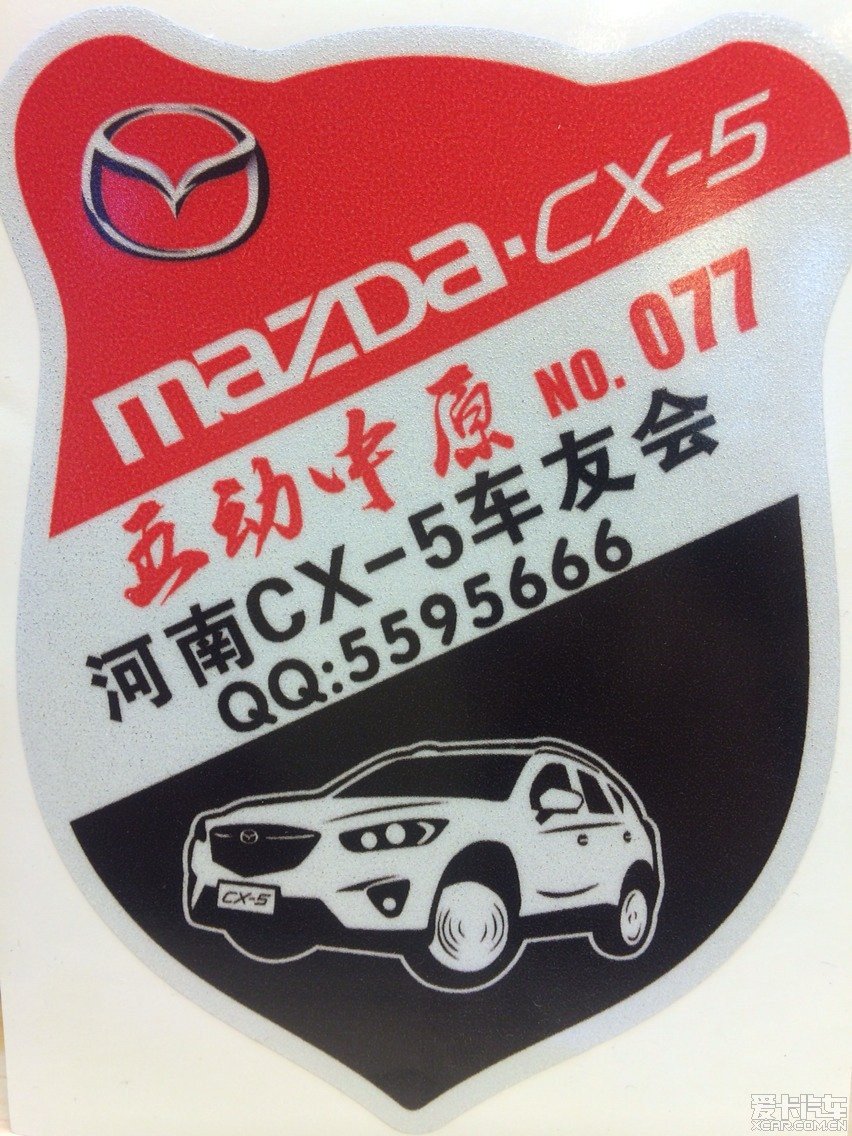 mazda·CX-5
互动中原 NO. 077
河南CX-5车友会
QQ:5595666
CX-5
爱卡汽车
XCAR.COM.CN